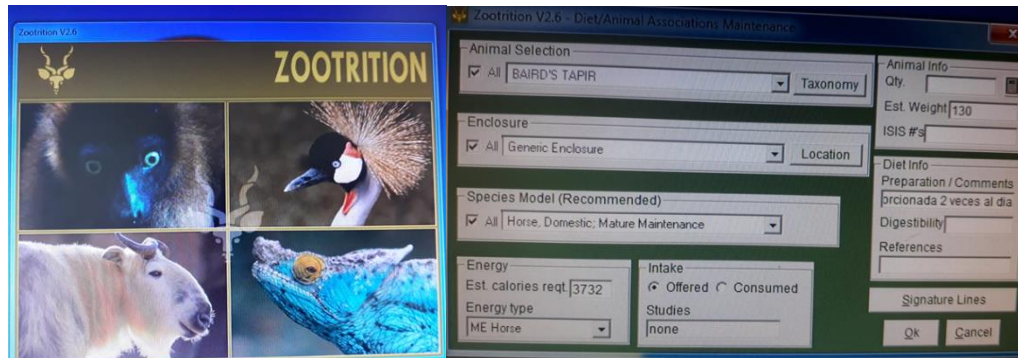 Zootrition V2.6
ZOOTRITION
Zootrition V2.6 - Diet/Animal Associations Maintenance
Animal Selection
All BAIRD'S TAPIR
Taxonomy
Enclosure
All Generic Enclosure
Location
Species Model (Recommended)
All Horse, Domestic; Mature Maintenance
Energy
Est. calories reqt. 3732
Energy type
ME Horse
Intake
Offered Consumed
Studies
none
Animal Info
Qty.
Est. Weight 130
ISIS #'s
Diet Info
Preparation / Comments
orcionada 2 veces al dia
Digestibility
References
Signature Lines
Ok Cancel